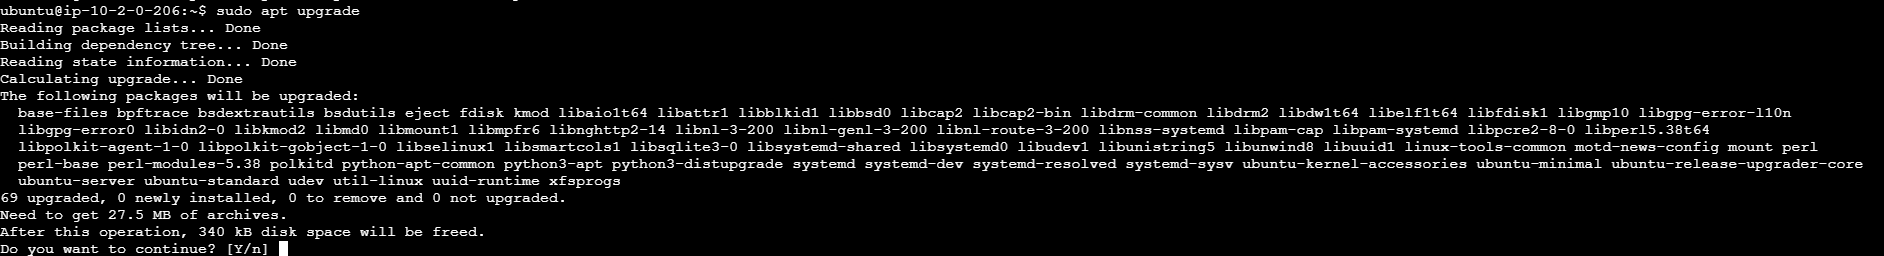 ubuntu@ip-10-2-0-206:~$ sudo apt upgrade
Reading package lists... Done
Building dependency tree... Done
Reading state information... Done
Calculating upgrade... Done
The following packages will be upgraded:
  base-files bpftrace bsdextrautils bsdutils eject fdisk kmod libaio1t64 libattr1 libblkid1 libbsd0 libcap2 libcap2-bin libdrm-common libdrm2 libdw1t64 libelf1t64 libfdisk1 libgmp10 libgpg-error-l10n
  libgpg-error0 libidn2-0 libkmod2 libmd0 libmount1 libmpfr6 libnghttp2-14 libnl-3-200 libnl-genl-3-200 libnl-route-3-200 libnss-systemd libpam-cap libpam-systemd libpcre2-8-0 libperl5.38t64
  libpolkit-agent-1-0 libpolkit-gobject-1-0 libselinux1 libsmartcols1 libsqlite3-0 libsystemd-shared libsystemd0 libudev1 libunistring5 libunwind8 libuuid1 linux-tools-common motd-news-config mount perl
  perl-base perl-modules-5.38 polkitd python-apt-common python3-apt python3-distupgrade systemd systemd-dev systemd-resolved systemd-sysv ubuntu-kernel-accessories ubuntu-minimal ubuntu-release-upgrader-core
  ubuntu-server ubuntu-standard udev util-linux uuid-runtime xfsprogs
69 upgraded, 0 newly installed, 0 to remove and 0 not upgraded.
Need to get 27.5 MB of archives.
After this operation, 340 kB disk space will be freed.
Do you want to continue? [Y/n]